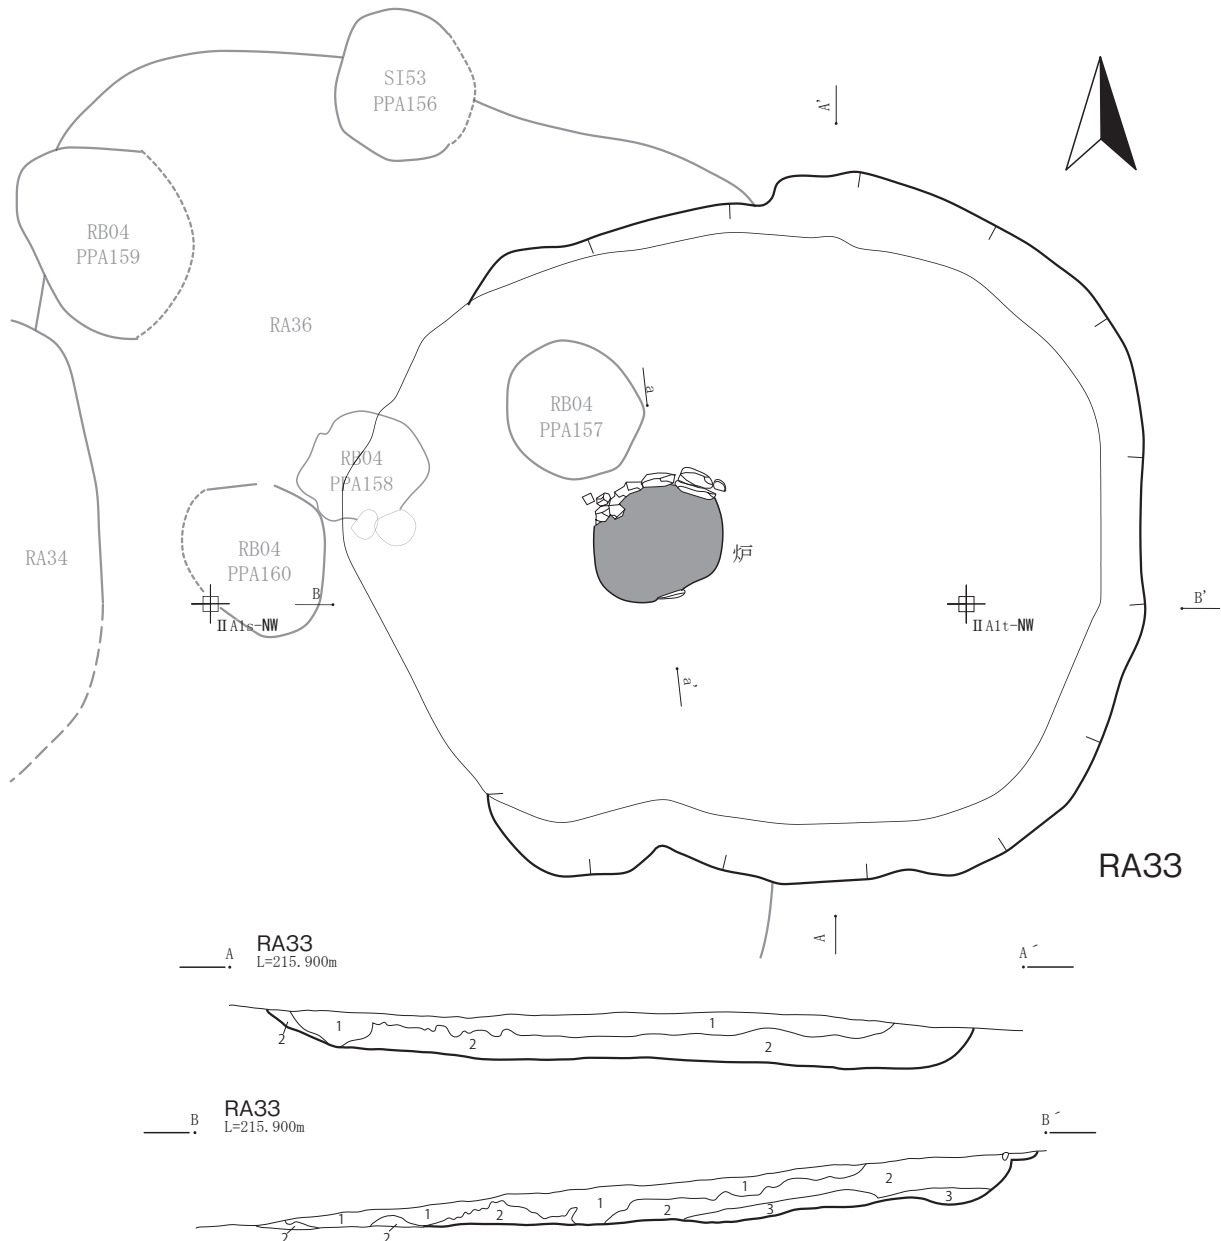 SI53
PPA156
A'
RB04
PPA159
RA36
a
RB04
PPA157
RB04
PPA158
RA34
RB04
PPA160
炉
B
B'
ⅡA1s-NW
ⅡA1t-NW
a'
RA33
A
A
RA33
L=215.900m
A´
1
1
2
2
2
B
RA33
L=215.900m
B´
1
2
1
1
2
3
2
3
2
2
1